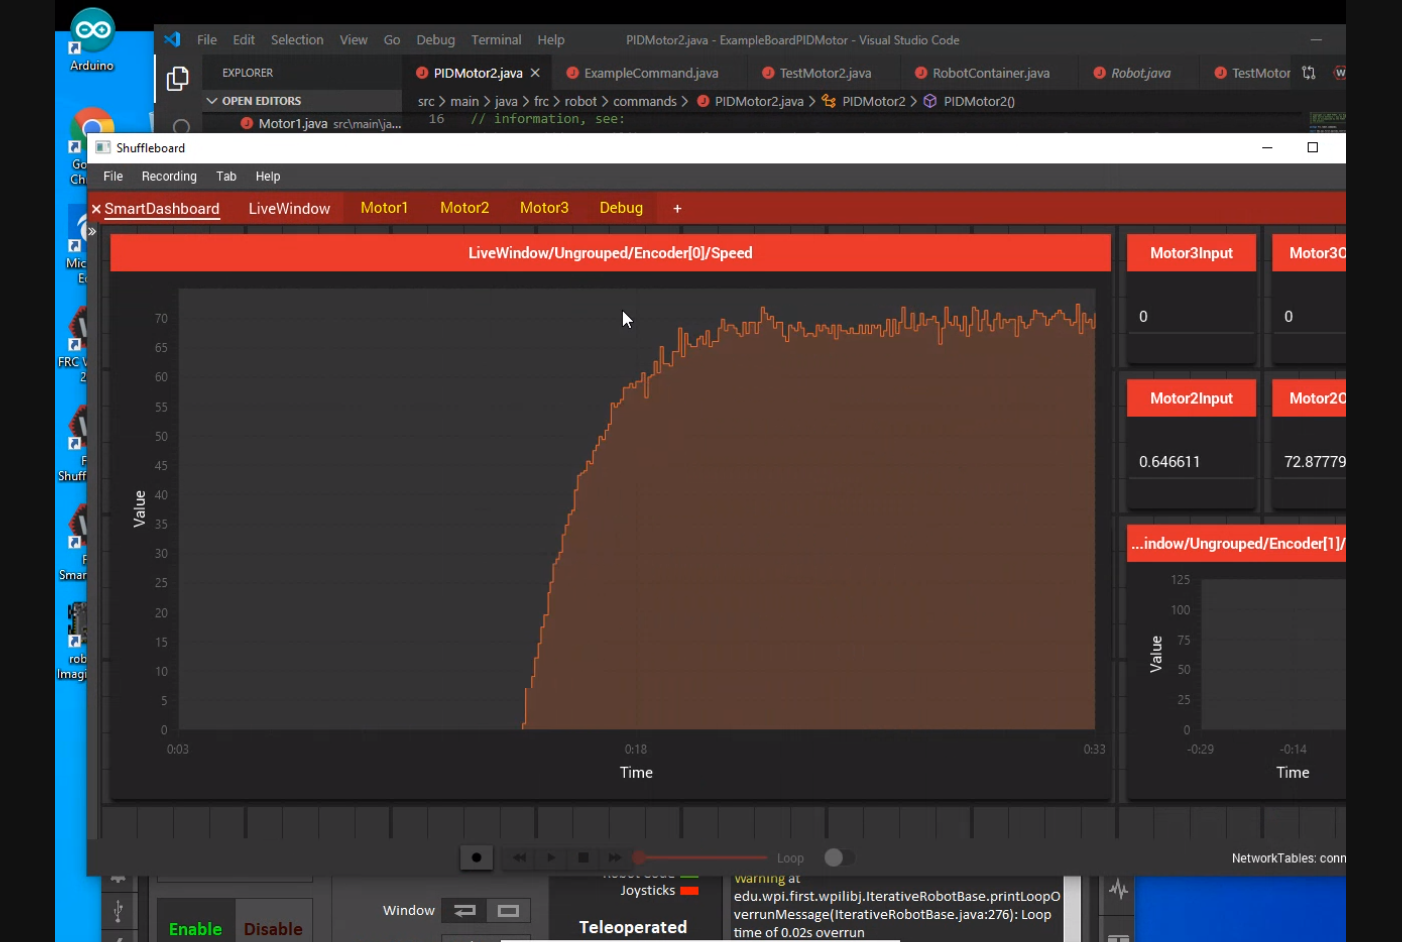 Arduino
File Edit Selection View Go Debug Terminal Help
PIDMotor2.java - ExampleBoardPIDMotor - Visual Studio Code
EXPLORER
PIDMotor2.java
ExampleCommand.java
TestMotor2.java
RobotContainer.java
Robot.java
TestMotor
OPEN EDITORS
src > main > java > frc > robot > commands > PIDMotor2.java > PIDMotor2 > PIDMotor2()
Motor1.java src\main\ja...
16 // information, see:
Shuffleboard
File Recording Tab Help
SmartDashboard LiveWindow Motor1 Motor2 Motor3 Debug +
LiveWindow/Ungrouped/Encoder[0]/Speed
Value
70
65
60
55
50
45
40
35
30
25
20
15
10
5
0
0:03 0:18 0:33
Time
Motor3Input
0
Motor3O
0
Motor2Input
0.646611
Motor2O
72.87779
...indow/Ungrouped/Encoder[1]/
Value
125
100
75
50
25
0
-0:29 -0:14
Time
Go
Ch
Mic
E
FRC
2
F
Shuff
F
Smar
rob
Imagi
Loop
NetworkTables: conn
Joysticks
Window
Enable Disable
Teleoperated
Warning at
edu.wpi.first.wpilibj.IterativeRobotBase.printLoopO
verrunMessage(IterativeRobotBase.java:276): Loop
time of 0.02s overrun